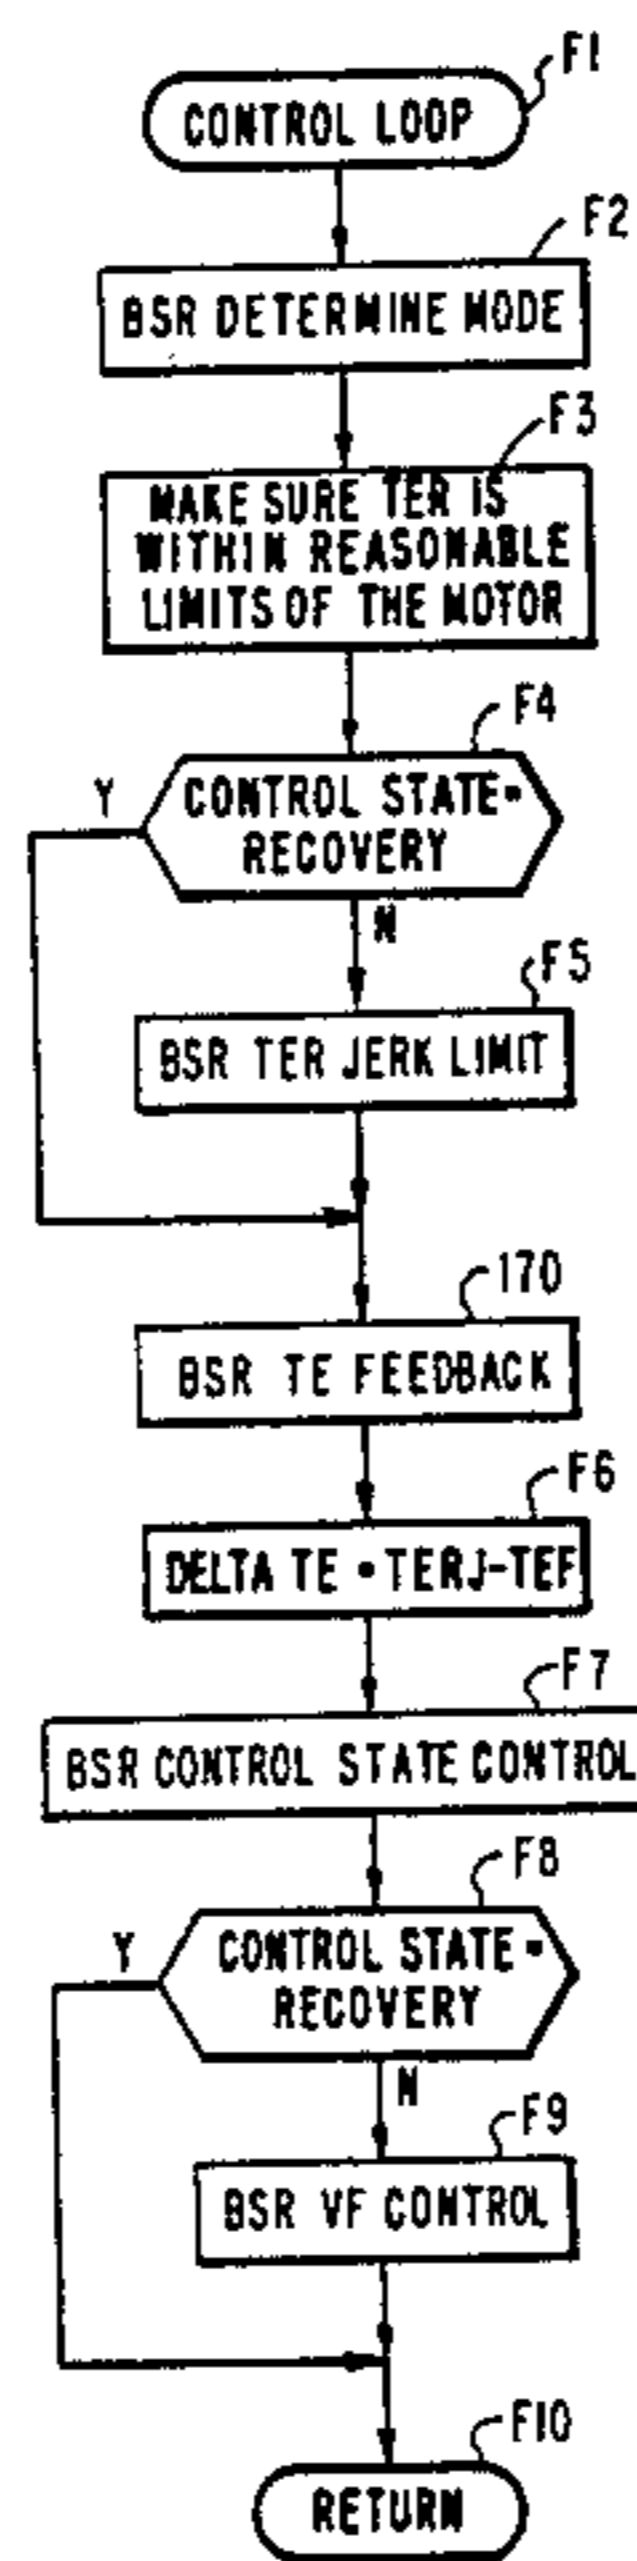 F1
CONTROL LOOP
F2
BSR DETERMINE MODE
F3
MAKE SURE TER IS
WITHIN REASONABLE
LIMITS OF THE MOTOR
F4
Y
CONTROL STATE=
RECOVERY
N
F5
BSR TER JERK LIMIT
170
BSR TE FEEDBACK
F6
DELTA TE = TERJ-TEF
F7
BSR CONTROL STATE CONTROL
F8
Y
CONTROL STATE=
RECOVERY
N
F9
BSR VF CONTROL
F10
RETURN